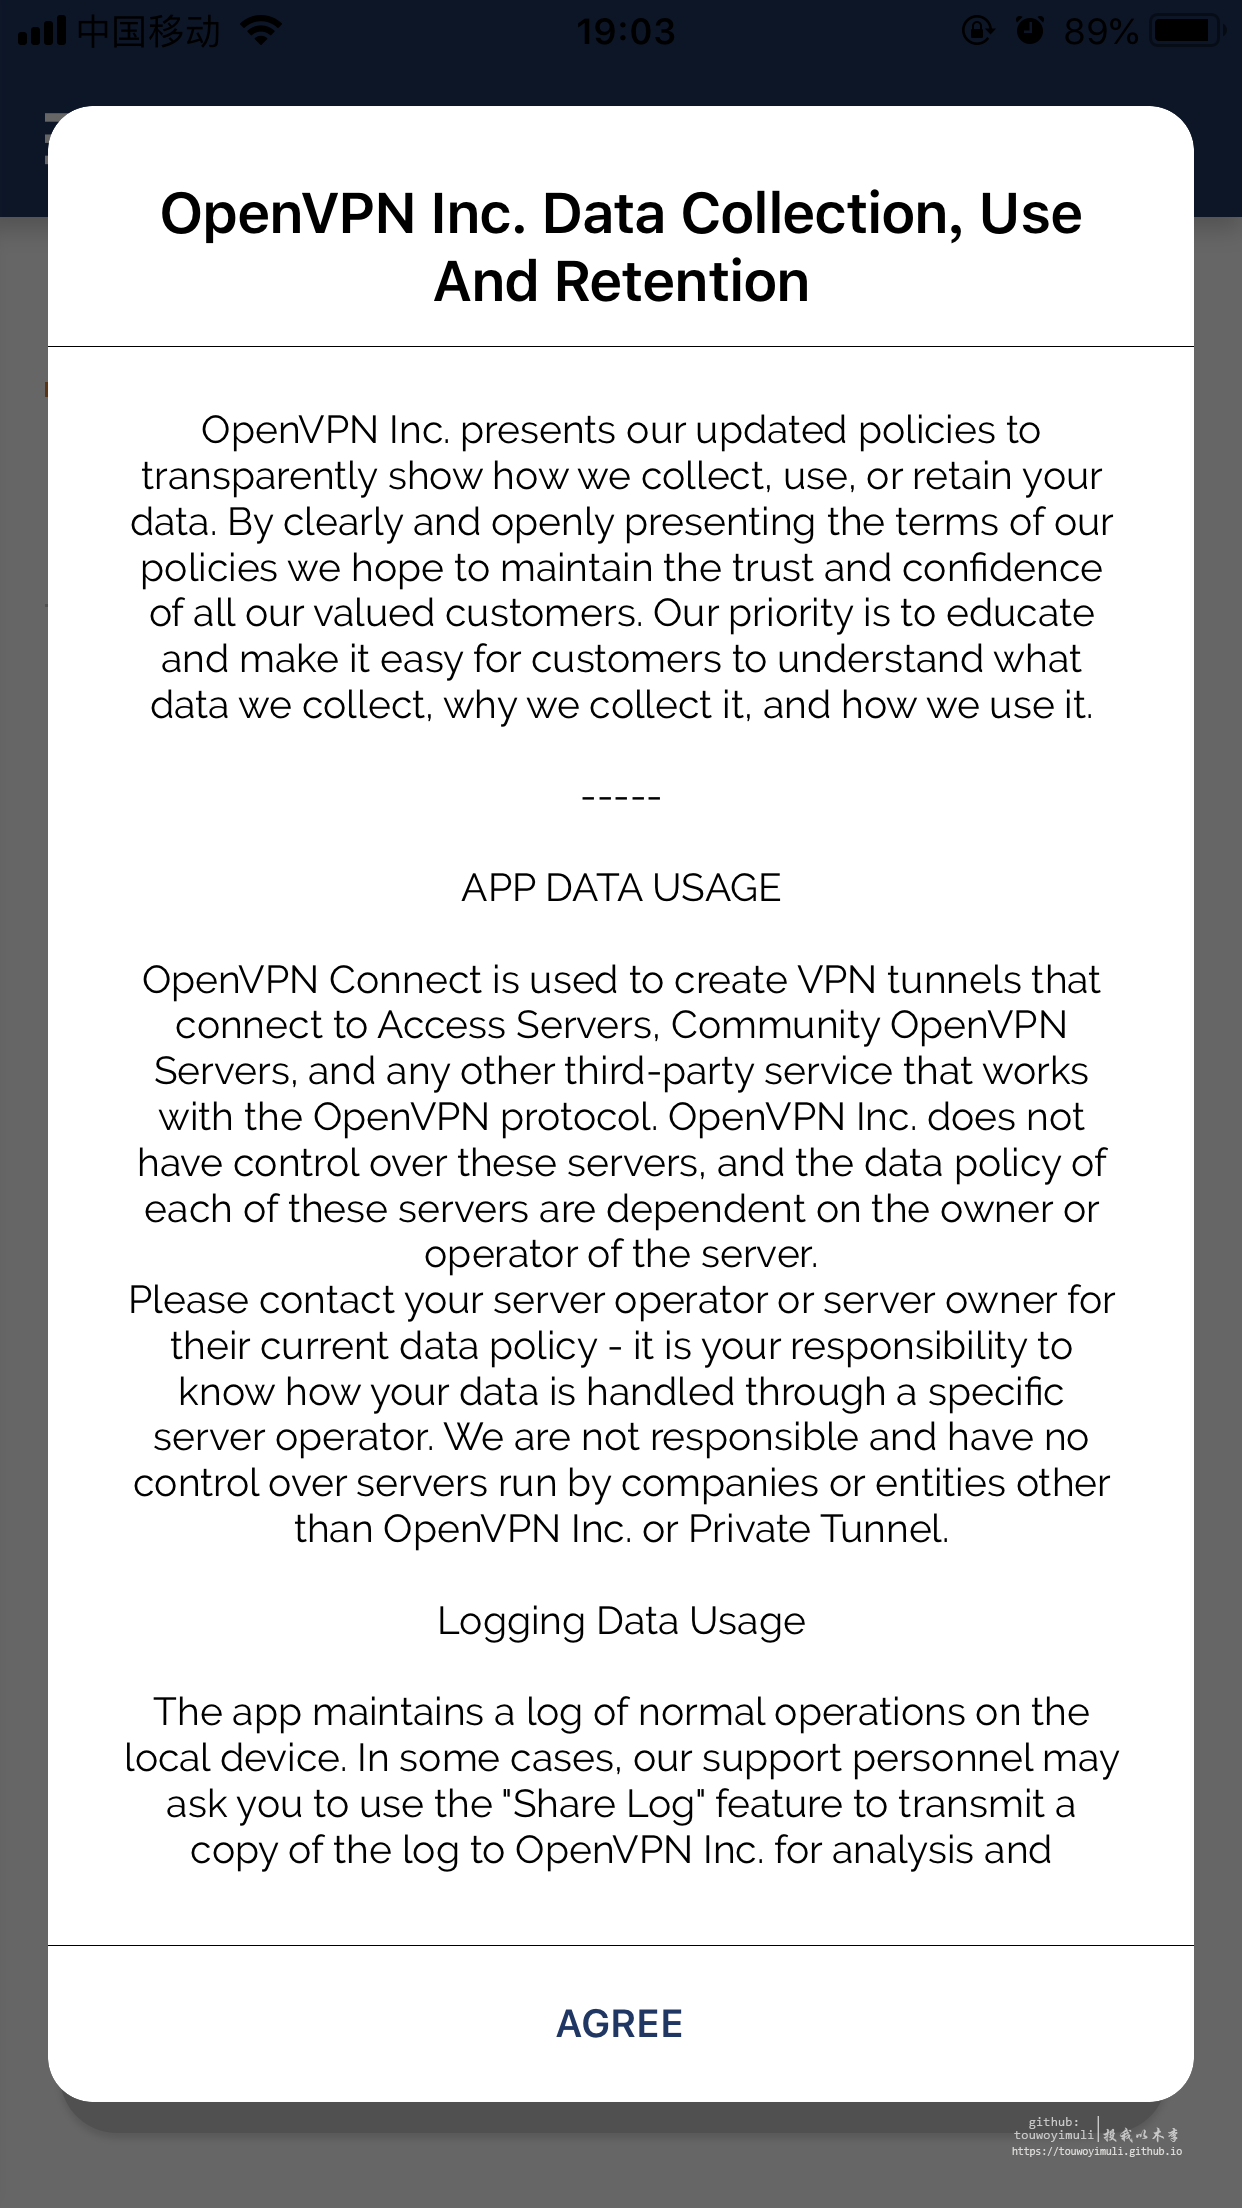 中国移动
19:03
89%
OpenVPN Inc. Data Collection, Use
And Retention
OpenVPN Inc. presents our updated policies to
transparently show how we collect, use, or retain your
data. By clearly and openly presenting the terms of our
policies we hope to maintain the trust and confidence
of all our valued customers. Our priority is to educate
and make it easy for customers to understand what
data we collect, why we collect it, and how we use it.
-----
APP DATA USAGE
OpenVPN Connect is used to create VPN tunnels that
connect to Access Servers, Community OpenVPN
Servers, and any other third-party service that works
with the OpenVPN protocol. OpenVPN Inc. does not
have control over these servers, and the data policy of
each of these servers are dependent on the owner or
operator of the server.
Please contact your server operator or server owner for
their current data policy - it is your responsibility to
know how your data is handled through a specific
server operator. We are not responsible and have no
control over servers run by companies or entities other
than OpenVPN Inc. or Private Tunnel.
Logging Data Usage
The app maintains a log of normal operations on the
local device. In some cases, our support personnel may
ask you to use the "Share Log" feature to transmit a
copy of the log to OpenVPN Inc. for analysis and
AGREE
github:
touwoyimuli
投我以木李
https://touwoyimuli.github.io